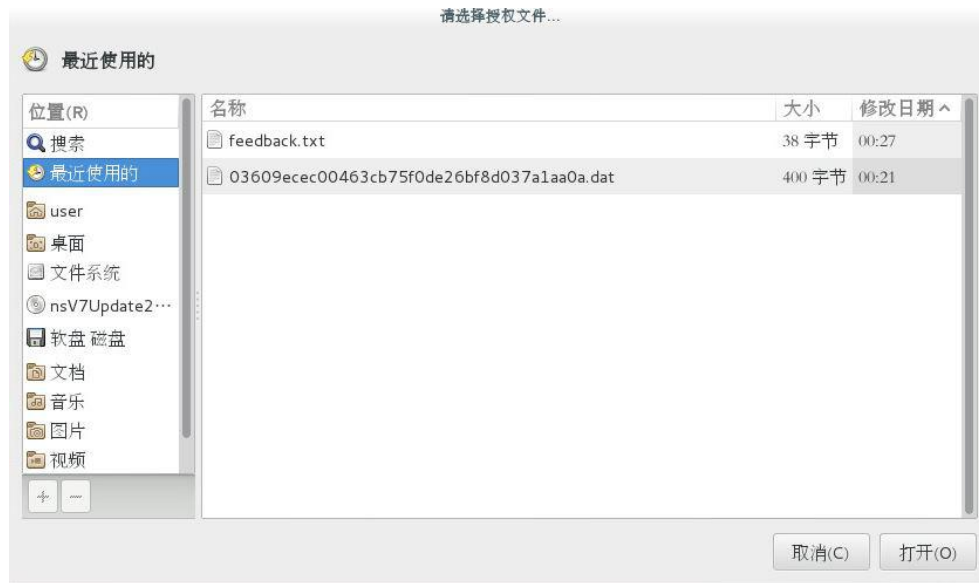 请选择授权文件...
最近使用的
位置(R)
搜索
最近使用的
user
桌面
文件系统
nsV7Update2···
软盘 磁盘
文档
音乐
图片
视频
名称 大小 修改日期
feedback.txt 38 字节 00:27
03609ecec00463cb75f0de26bf8d037a1aa0a.dat 400 字节 00:21
取消(C) 打开(O)